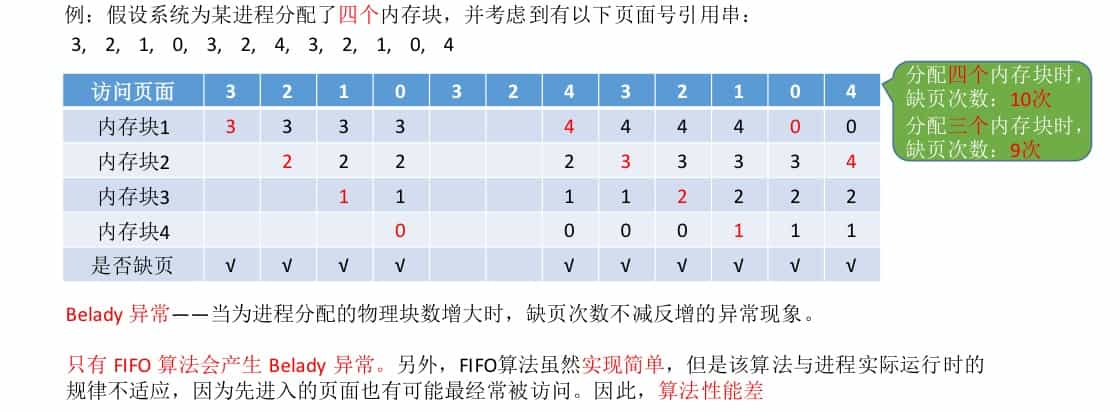 例：假设系统为某进程分配了四个内存块，并考虑到有以下页面号引用串：
3, 2, 1, 0, 3, 2, 4, 3, 2, 1, 0, 4
访问页面 3 2 1 0 3 2 4 3 2 1 0 4
内存块1 3 3 3 3 4 4 4 4 0 0
内存块2 2 2 2 2 3 3 3 3 4
内存块3 1 1 1 1 2 2 2 2
内存块4 0 0 0 0 1 1 1
是否缺页 √ √ √ √ √ √ √ √ √ √
分配四个内存块时，
缺页次数：10次
分配三个内存块时，
缺页次数：9次
Belady 异常——当为进程分配的物理块数增大时，缺页次数不减反增的异常现象。
只有 FIFO 算法会产生 Belady 异常。另外，FIFO算法虽然实现简单，但是该算法与进程实际运行时的
规律不适应，因为先进入的页面也有可能最经常被访问。因此，算法性能差